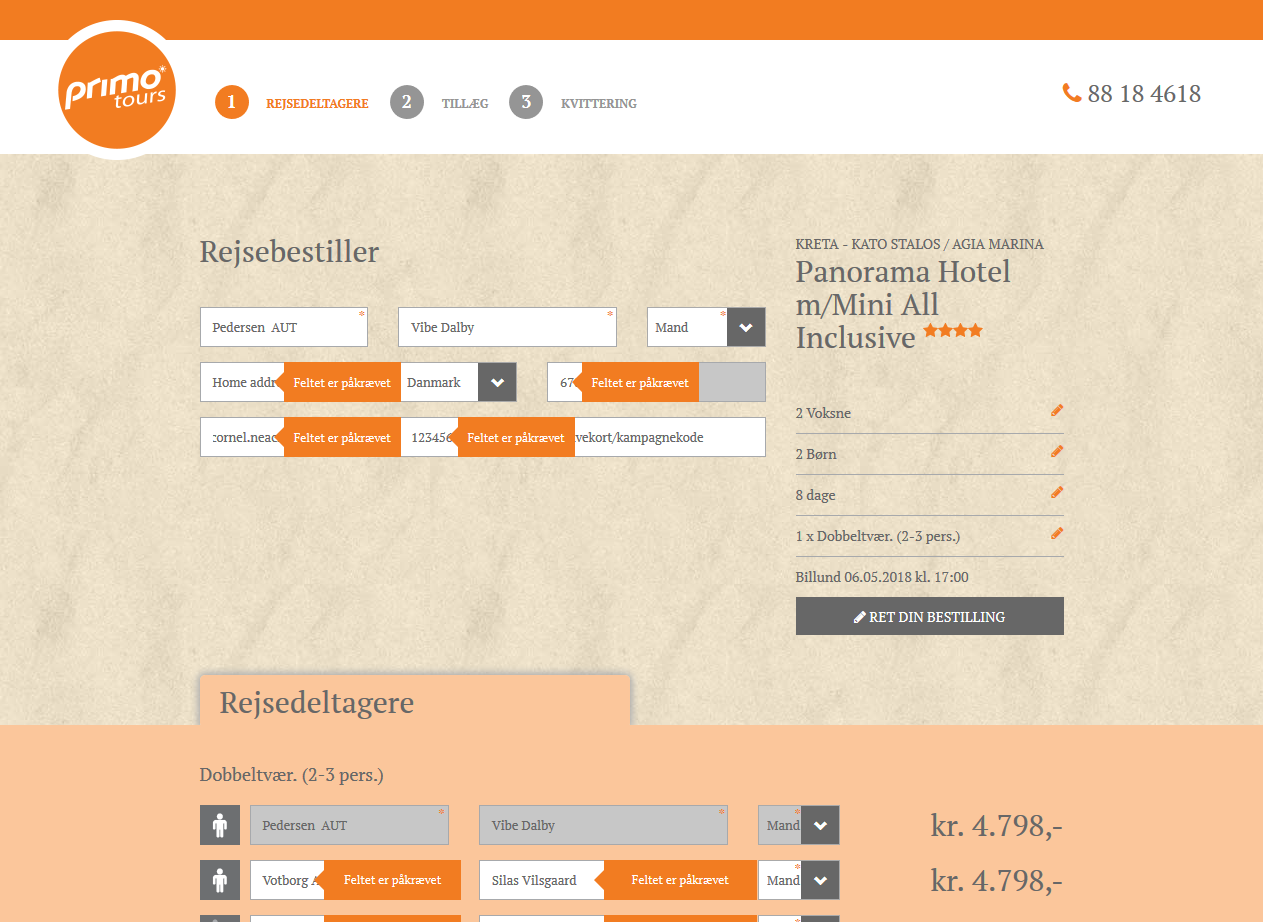 primo
tours
1 REJSEDELTAGERE 2 TILLÆG 3 KVITTERING
88 18 4618
Rejsebestiller
Pedersen AUT * Vibe Dalby * Mand *
Home addr Feltet er påkrævet Danmark 67 Feltet er påkrævet
cornel.neac Feltet er påkrævet 123456 Feltet er påkrævet vekort/kampagnekode
KRETA - KATO STALOS / AGIA MARINA
Panorama Hotel
m/Mini All
Inclusive
2 Voksne
2 Børn
8 dage
1 x Dobbeltvær. (2-3 pers.)
Billund 06.05.2018 kl. 17:00
RET DIN BESTILLING
Rejsedeltagere
Dobbeltvær. (2-3 pers.)
Pedersen AUT * Vibe Dalby * Mand * kr. 4.798,-
Votborg A Feltet er påkrævet Silas Vilsgaard Feltet er påkrævet Mand * kr. 4.798,-